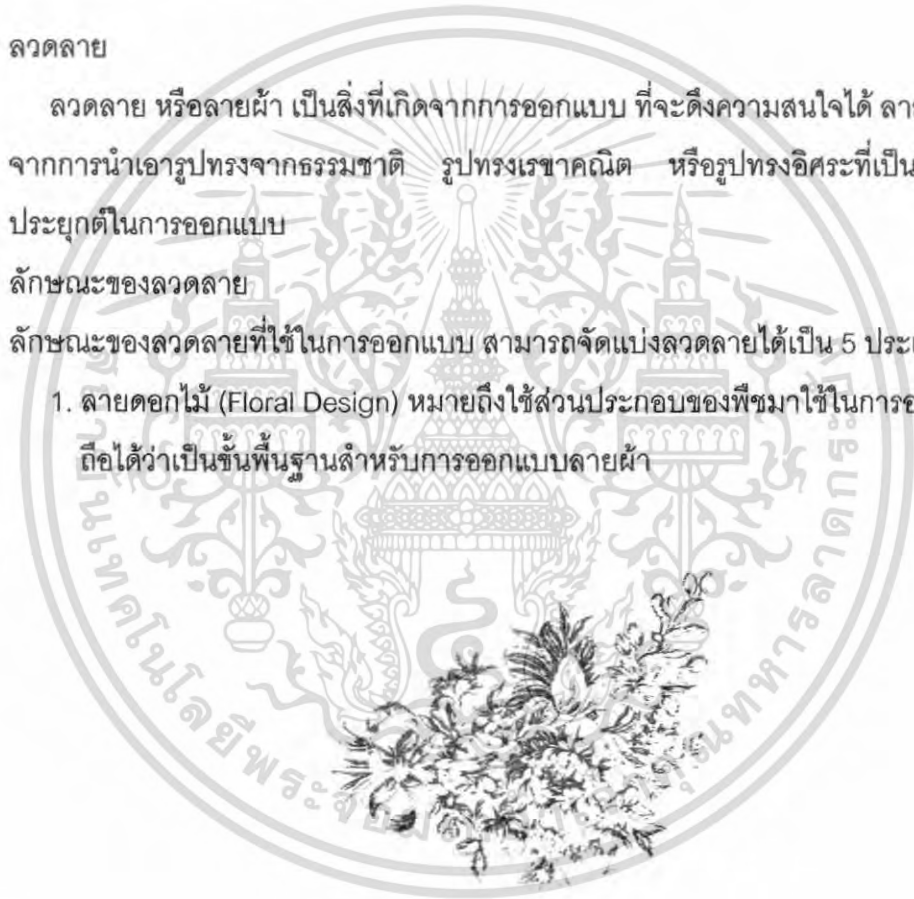 ลวดลาย
ลวดลาย หรือลายผ้า เป็นสิ่งที่เกิดจากการออกแบบ ที่จะดึงความสนใจได้
จากการนำเอารูปทรงจากธรรมชาติ รูปทรงเรขาคณิต หรือรูปทรงอิสระที่เป็น
ประยุกต์ในการออกแบบ
ลักษณะของลวดลาย
ลักษณะของลวดลายที่ใช้ในการออกแบบ สามารถจัดแบ่งลวดลายได้เป็น 5
1. ลายดอกไม้ (Floral Design) หมายถึงใช้ส่วนประกอบของพืชมาใช้ในการ
ถือได้ว่าเป็นขั้นพื้นฐานสำหรับการออกแบบลายผ้า